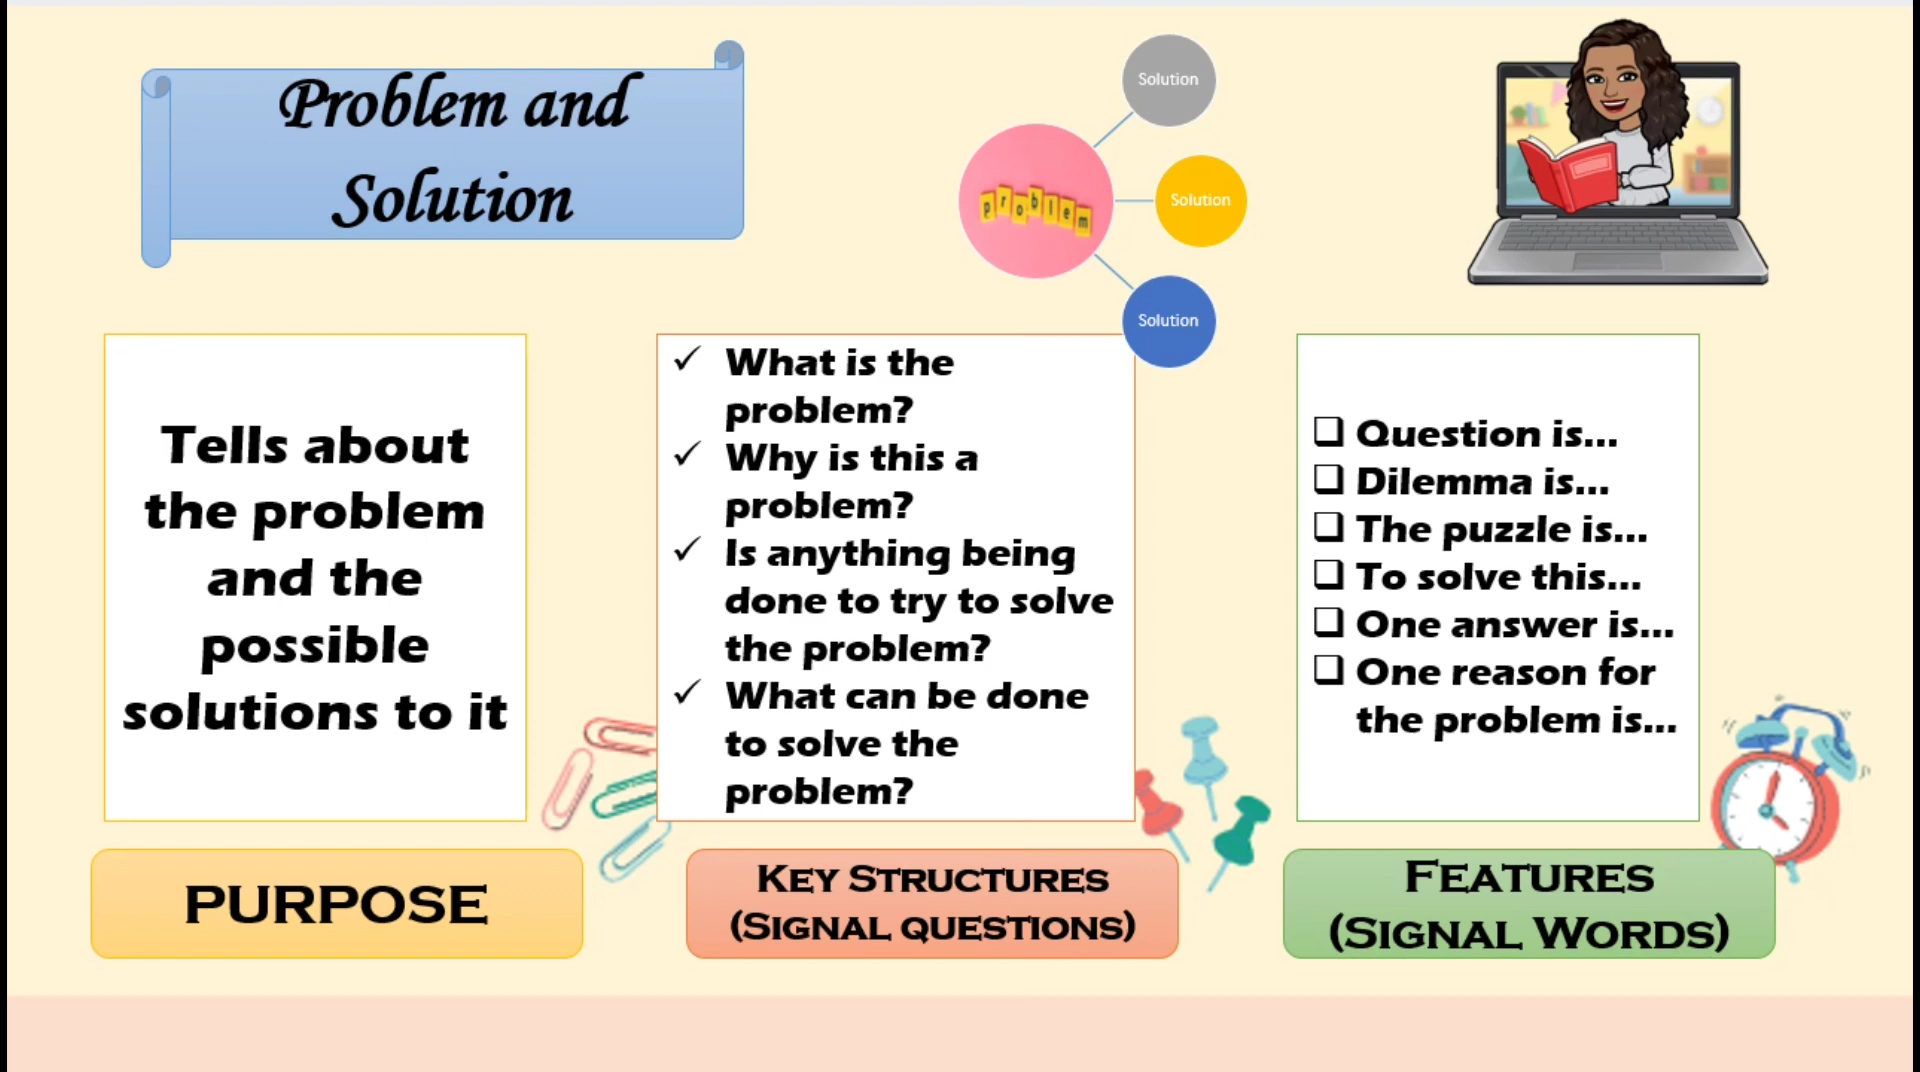 Problem and
Solution
Solution
problem
Solution
Solution
Tells about
the problem
and the
possible
solutions to it
PURPOSE
✓ What is the
problem?
✓ Why is this a
problem?
✓ Is anything being
done to try to solve
the problem?
✓ What can be done
to solve the
problem?
KEY STRUCTURES
(SIGNAL QUESTIONS)
❑ Question is...
❑ Dilemma is...
❑ The puzzle is...
❑ To solve this...
❑ One answer is...
❑ One reason for
the problem is...
FEATURES
(SIGNAL WORDS)